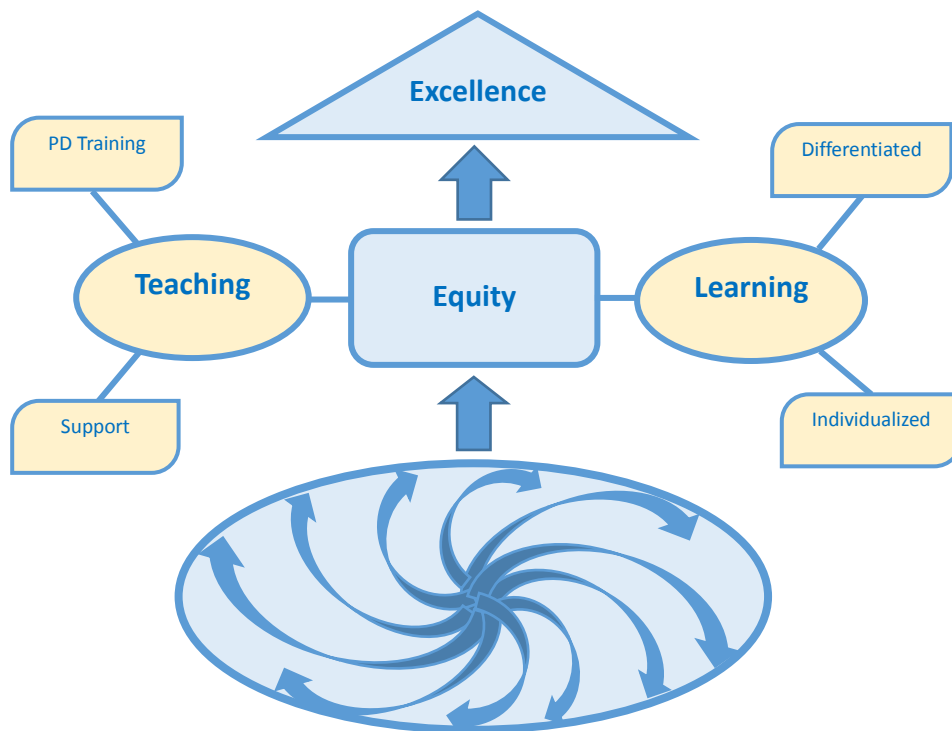 Excellence
PD Training
Differentiated
Teaching
Equity
Learning
Support
Individualized